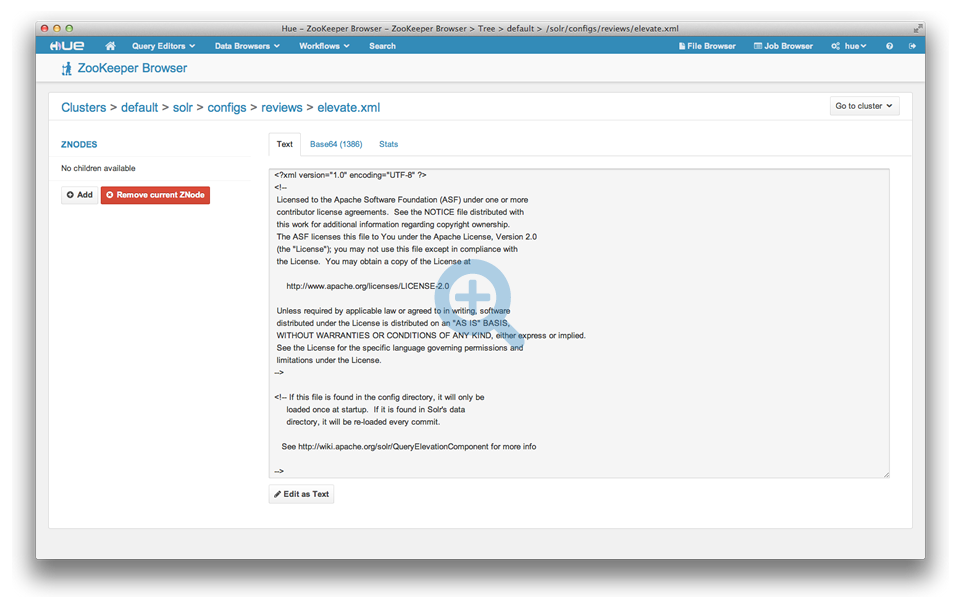 Hue – ZooKeeper Browser – ZooKeeper Browser > Tree > default > /solr/configs/reviews/elevate.xml
HUE Query Editors Data Browsers Workflows Search File Browser Job Browser hue
ZooKeeper Browser
Clusters > default > solr > configs > reviews > elevate.xml Go to cluster
ZNODES
No children available
Add Remove current ZNode
Text Base64 (1386) Stats
<?xml version="1.0" encoding="UTF-8" ?>
<!--
Licensed to the Apache Software Foundation (ASF) under one or more
contributor license agreements.  See the NOTICE file distributed with
this work for additional information regarding copyright ownership.
The ASF licenses this file to You under the Apache License, Version 2.0
(the "License"); you may not use this file except in compliance with
the License.  You may obtain a copy of the License at
http://www.apache.org/licenses/LICENSE-2.0
Unless required by applicable law or agreed to in writing, software
distributed under the License is distributed on an "AS IS" BASIS,
WITHOUT WARRANTIES OR CONDITIONS OF ANY KIND, either express or implied.
See the License for the specific language governing permissions and
limitations under the License.
-->
<!-- If this file is found in the config directory, it will only be
loaded once at startup.  If it is found in Solr's data
directory, it will be re-loaded every commit.
See http://wiki.apache.org/solr/QueryElevationComponent for more info
-->
Edit as Text